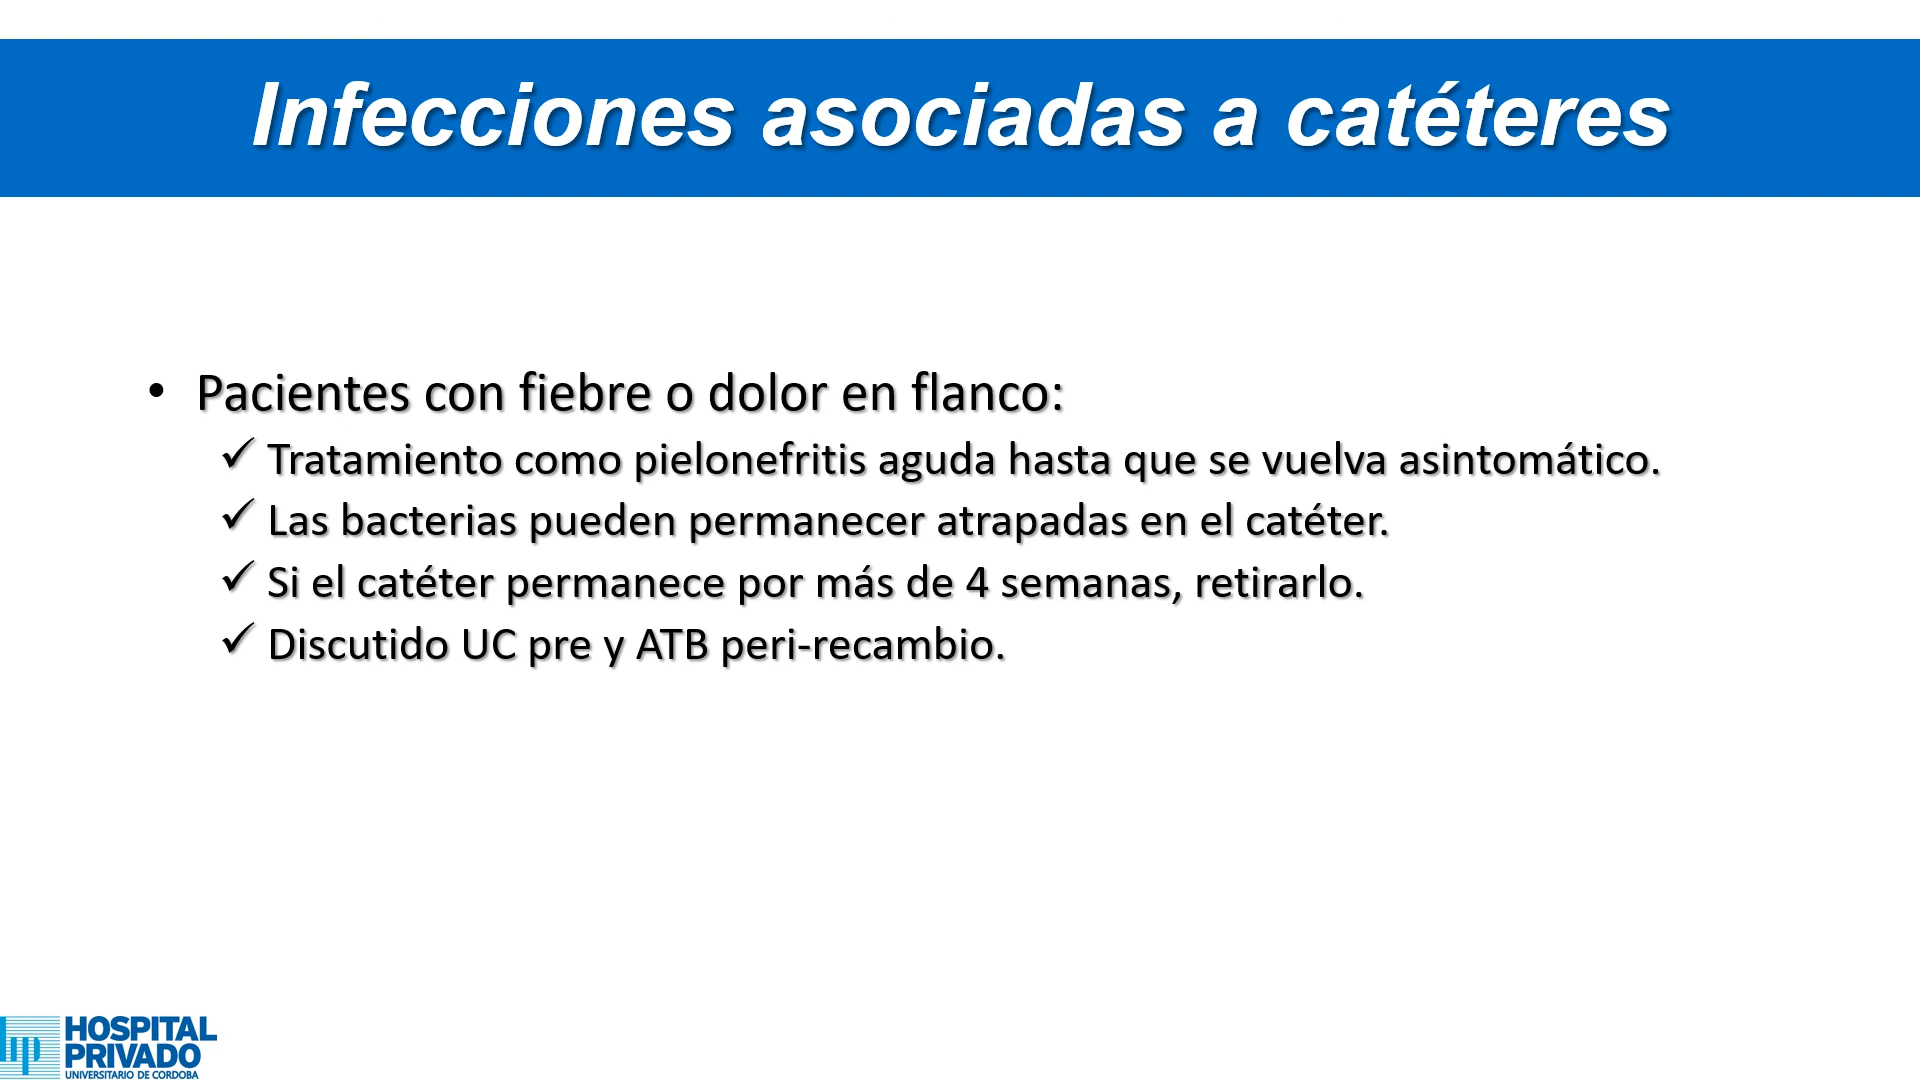 Infecciones asociadas a catéteres
• Pacientes con fiebre o dolor en flanco:
✓ Tratamiento como pielonefritis aguda hasta que se vuelva asintomático.
✓ Las bacterias pueden permanecer atrapadas en el catéter.
✓ Si el catéter permanece por más de 4 semanas, retirarlo.
✓ Discutido UC pre y ATB peri-recambio.
hp
HOSPITAL
PRIVADO
UNIVERSITARIO DE CORDOBA